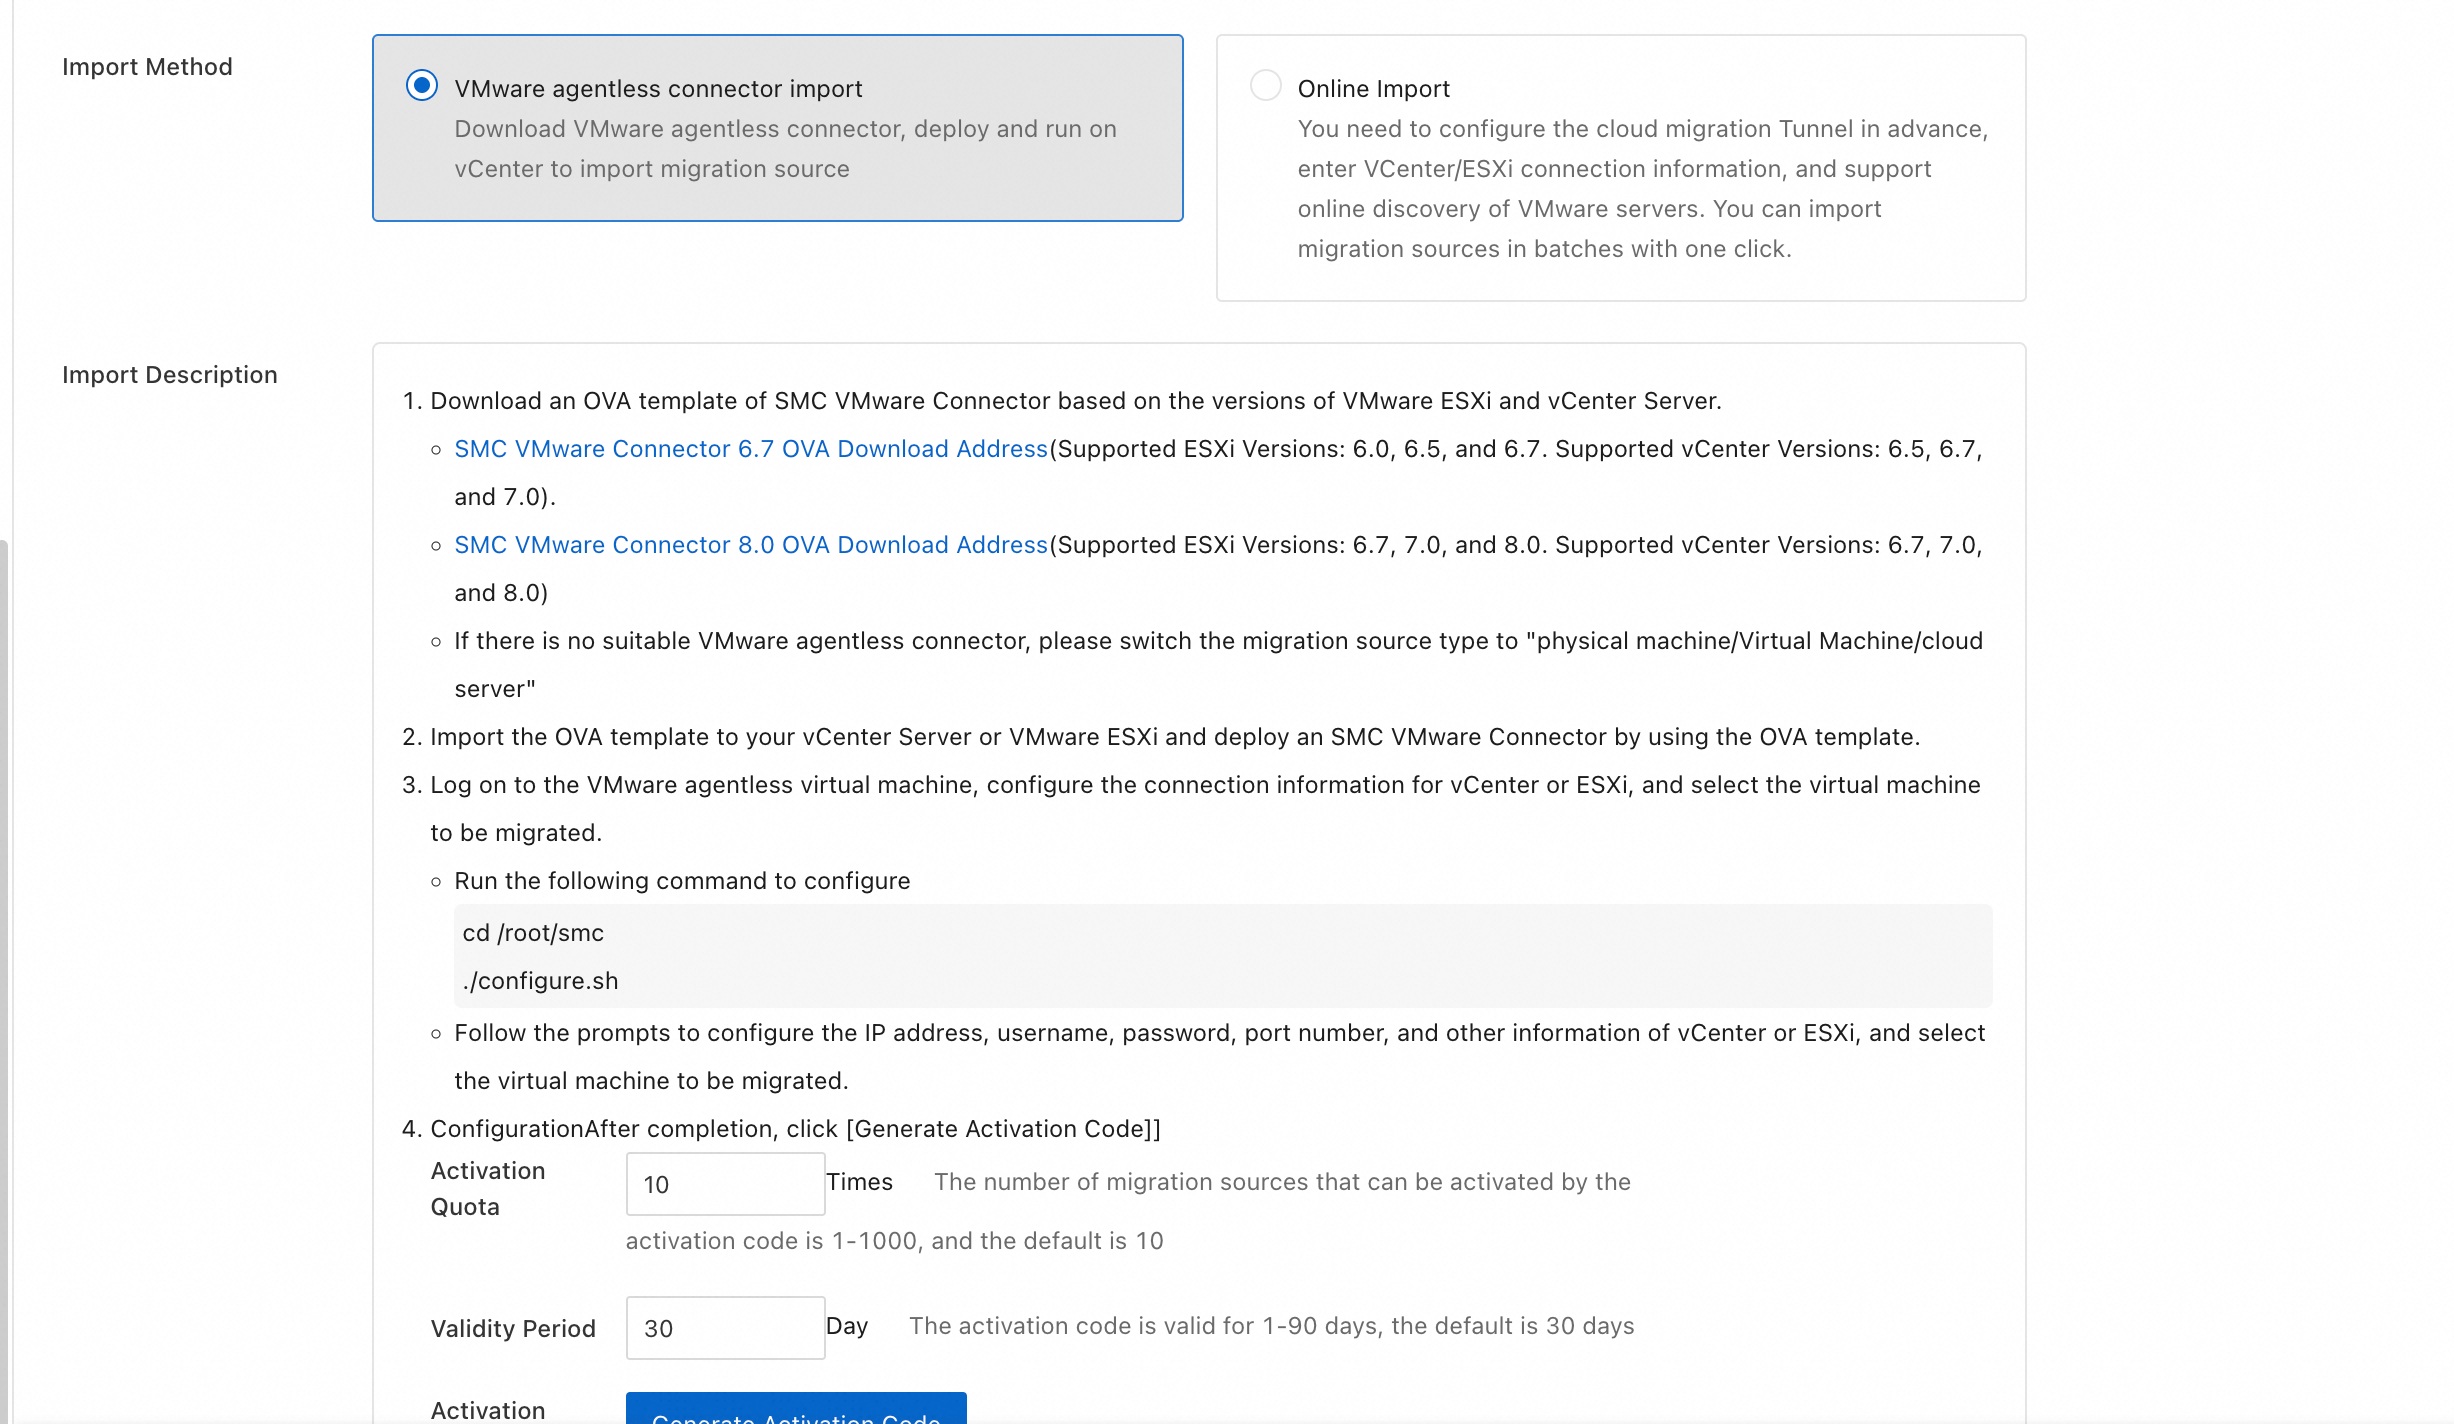 Import Method
VMware agentless connector import
Download VMware agentless connector, deploy and run on
vCenter to import migration source
Online Import
You need to configure the cloud migration Tunnel in advance,
enter VCenter/ESXi connection information, and support
online discovery of VMware servers. You can import
migration sources in batches with one click.
Import Description
1. Download an OVA template of SMC VMware Connector based on the versions of VMware ESXi and vCenter Server.
SMC VMware Connector 6.7 OVA Download Address(Supported ESXi Versions: 6.0, 6.5, and 6.7. Supported vCenter Versions: 6.5, 6.7,
and 7.0).
SMC VMware Connector 8.0 OVA Download Address(Supported ESXi Versions: 6.7, 7.0, and 8.0. Supported vCenter Versions: 6.7, 7.0,
and 8.0)
If there is no suitable VMware agentless connector, please switch the migration source type to "physical machine/Virtual Machine/cloud
server"
2. Import the OVA template to your vCenter Server or VMware ESXi and deploy an SMC VMware Connector by using the OVA template.
3. Log on to the VMware agentless virtual machine, configure the connection information for vCenter or ESXi, and select the virtual machine
to be migrated.
Run the following command to configure
cd /root/smc
./configure.sh
Follow the prompts to configure the IP address, username, password, port number, and other information of vCenter or ESXi, and select
the virtual machine to be migrated.
4. ConfigurationAfter completion, click [Generate Activation Code]]
Activation
Quota
10
Times The number of migration sources that can be activated by the
activation code is 1-1000, and the default is 10
Validity Period
30
Day The activation code is valid for 1-90 days, the default is 30 days
Activation
Generate Activation Code